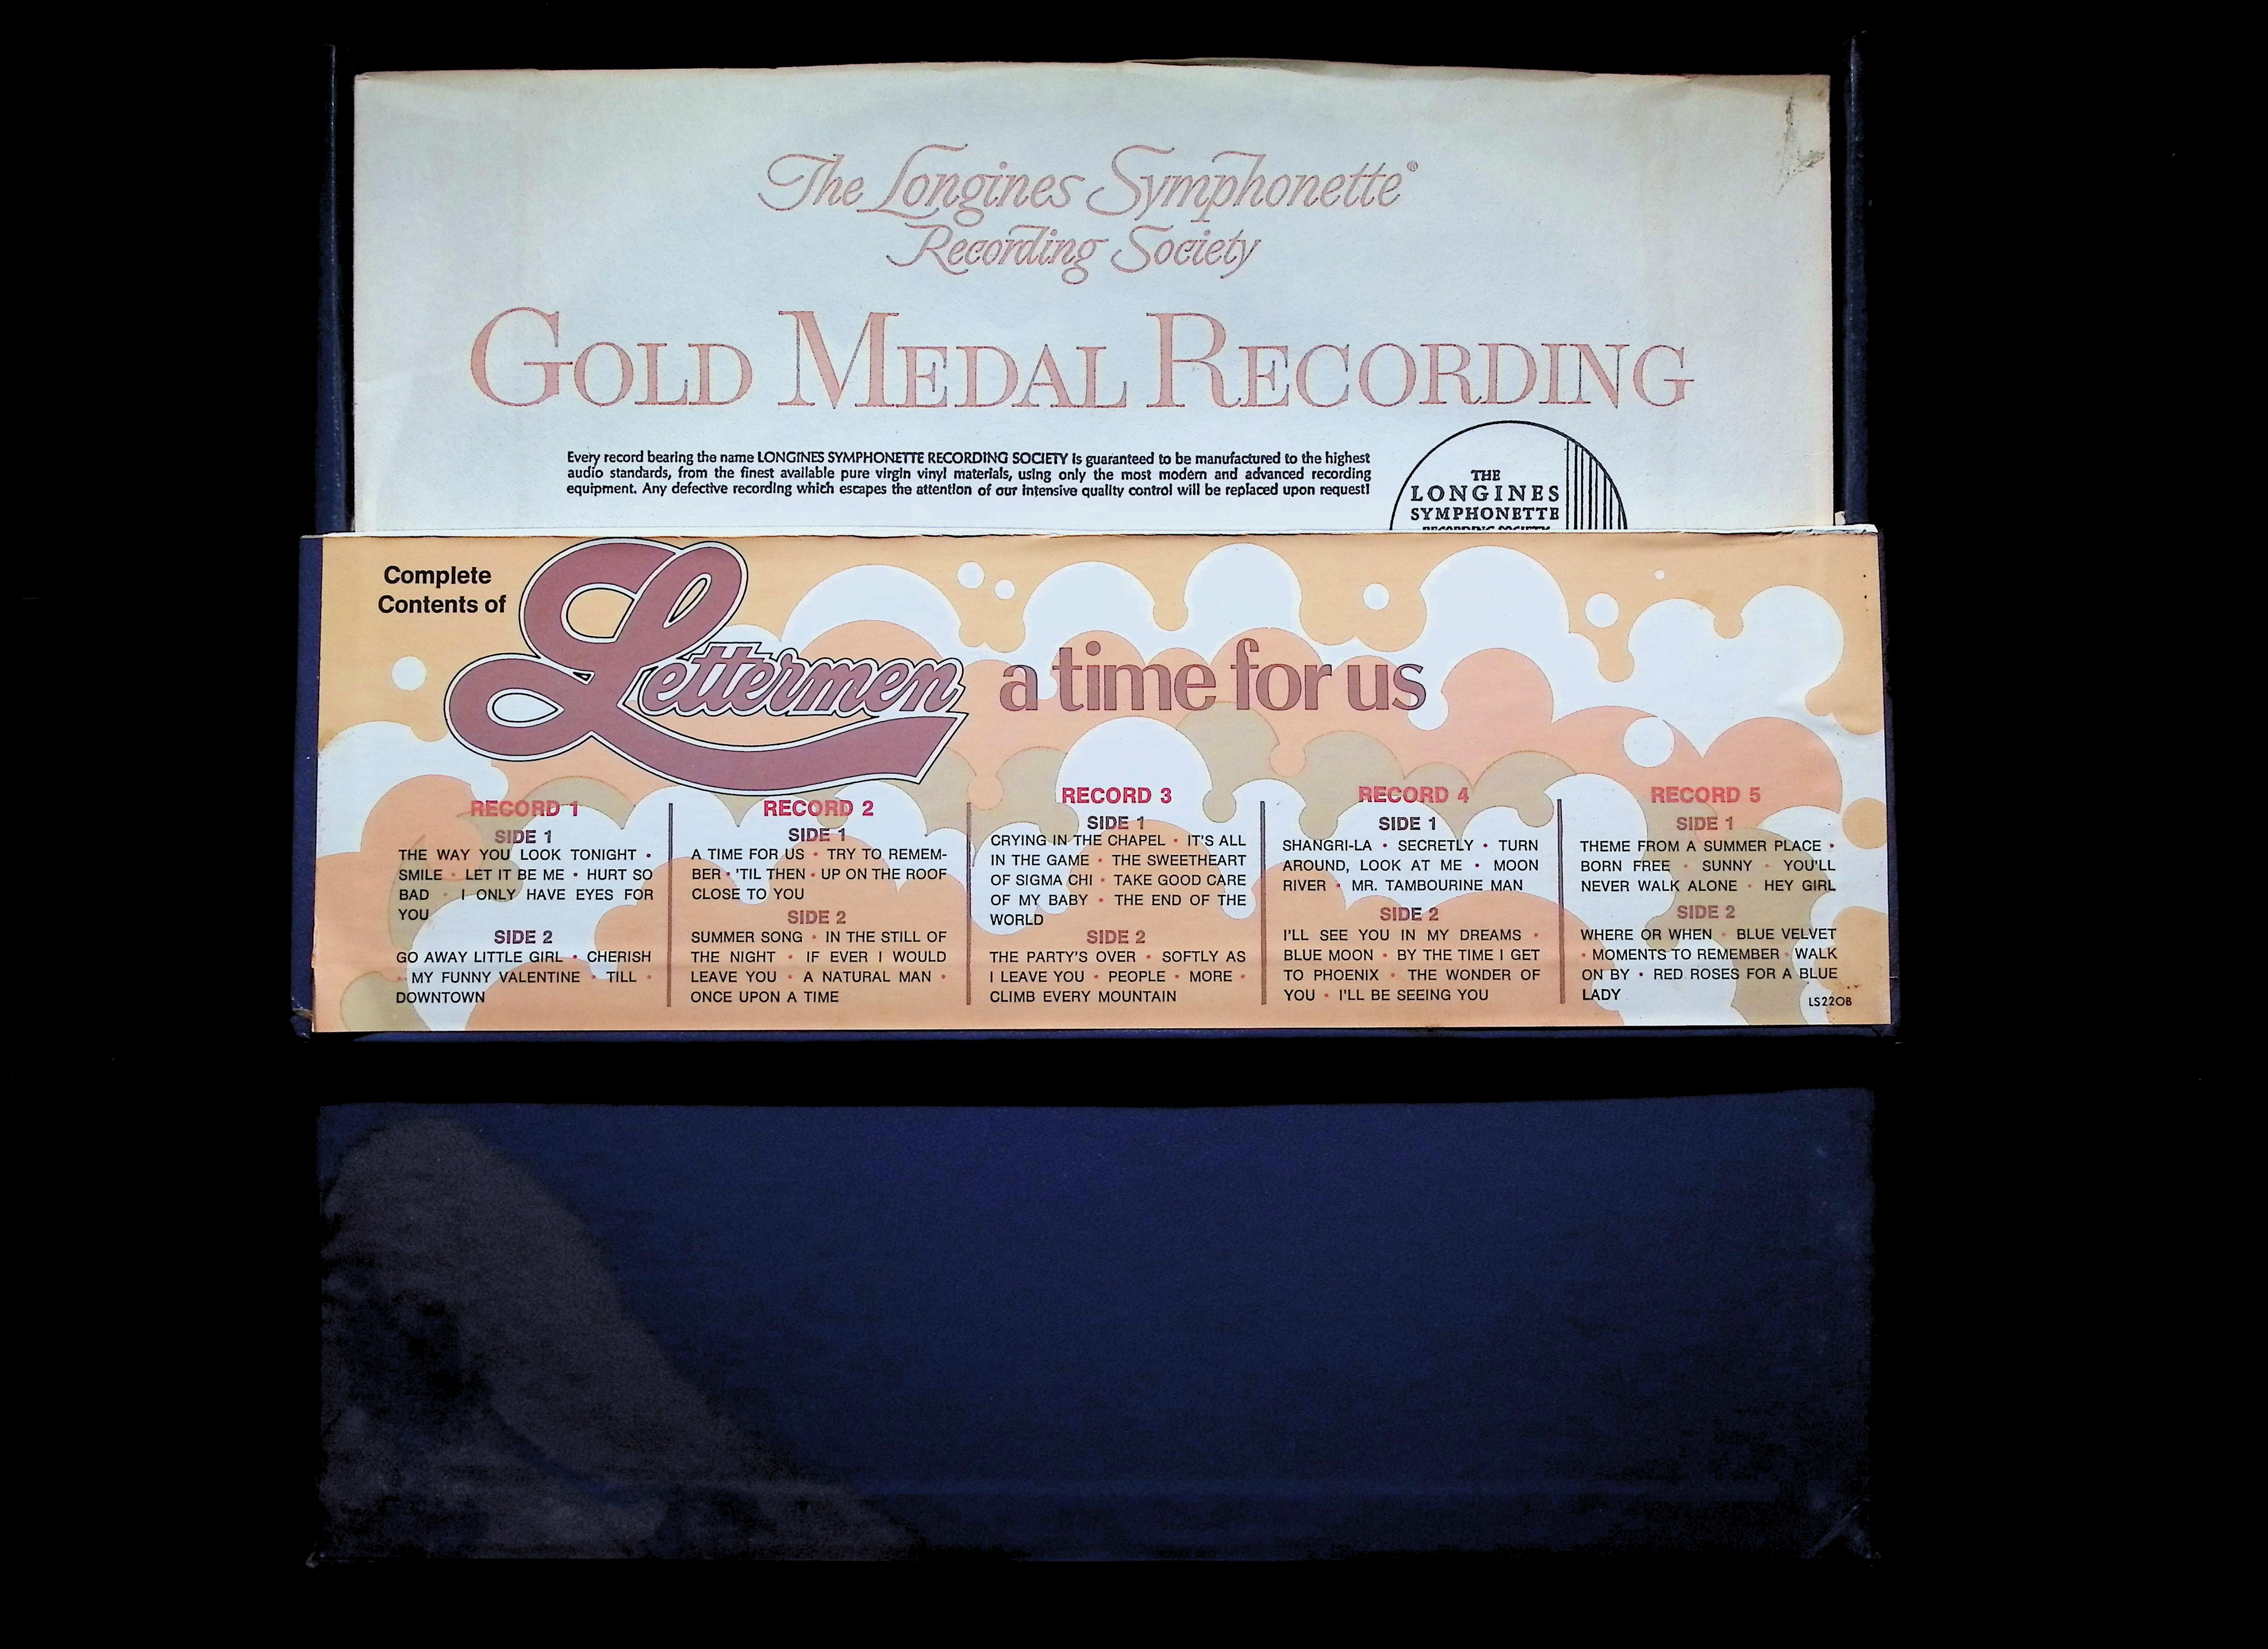 The Longines Symphonette®
Recording Society
GOLD MEDAL RECORDING
Every record bearing the name LONGINES SYMPHONETTE RECORDING SOCIETY is guaranteed to be manufactured to the highest
audio standards, from the finest available pure virgin vinyl materials, using only the most modern and advanced recording
equipment. Any defective recording which escapes the attention of our intensive quality control will be replaced upon request!
THE
LONGINES
SYMPHONETTE
RECORDING SOCIETY
Complete
Contents of
Lettermen a time for us
RECORD 1
SIDE 1
THE WAY YOU LOOK TONIGHT •
SMILE • LET IT BE ME • HURT SO
BAD • I ONLY HAVE EYES FOR
YOU
SIDE 2
GO AWAY LITTLE GIRL • CHERISH
• MY FUNNY VALENTINE • TILL •
DOWNTOWN
RECORD 2
SIDE 1
A TIME FOR US • TRY TO REMEM-
BER • 'TIL THEN • UP ON THE ROOF
CLOSE TO YOU
SIDE 2
SUMMER SONG • IN THE STILL OF
THE NIGHT • IF EVER I WOULD
LEAVE YOU • A NATURAL MAN •
ONCE UPON A TIME
RECORD 3
SIDE 1
CRYING IN THE CHAPEL • IT'S ALL
IN THE GAME • THE SWEETHEART
OF SIGMA CHI • TAKE GOOD CARE
OF MY BABY • THE END OF THE
WORLD
SIDE 2
THE PARTY'S OVER • SOFTLY AS
I LEAVE YOU • PEOPLE • MORE •
CLIMB EVERY MOUNTAIN
RECORD 4
SIDE 1
SHANGRI-LA • SECRETLY • TURN
AROUND, LOOK AT ME • MOON
RIVER • MR. TAMBOURINE MAN
SIDE 2
I'LL SEE YOU IN MY DREAMS •
BLUE MOON • BY THE TIME I GET
TO PHOENIX • THE WONDER OF
YOU • I'LL BE SEEING YOU
RECORD 5
SIDE 1
THEME FROM A SUMMER PLACE •
BORN FREE • SUNNY • YOU'LL
NEVER WALK ALONE • HEY GIRL
SIDE 2
WHERE OR WHEN • BLUE VELVET
• MOMENTS TO REMEMBER • WALK
ON BY • RED ROSES FOR A BLUE
LADY
LS220B